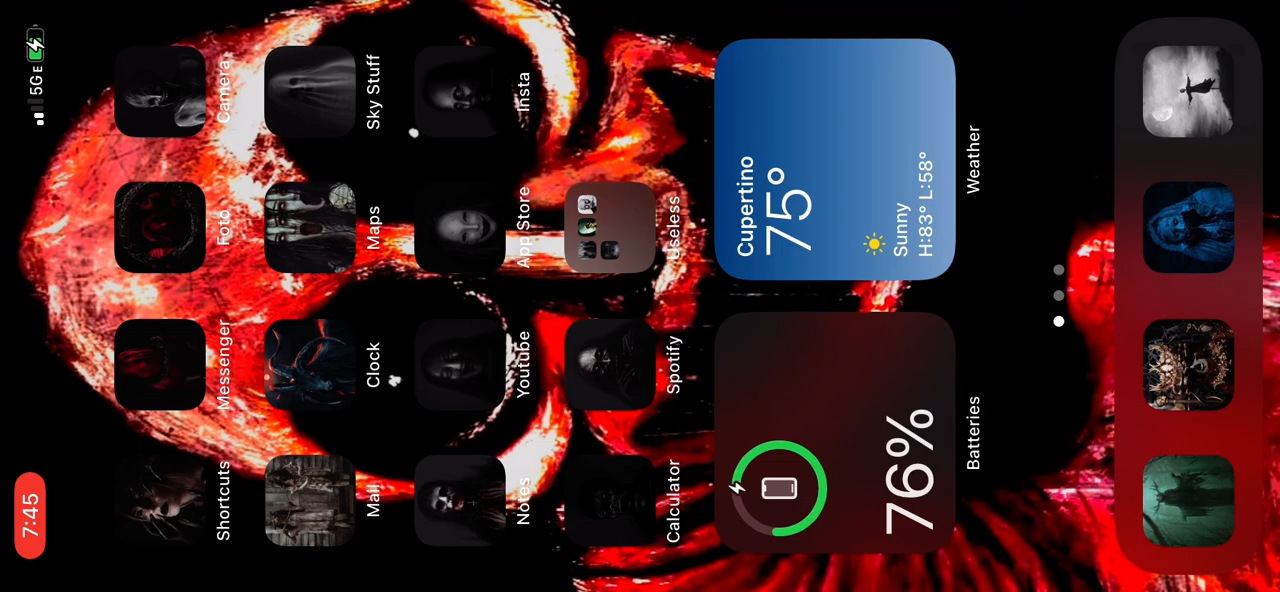 7:45
5G E
Shortcuts
Messenger
Foto
Camera
Mail
Clock
Maps
Sky Stuff
Notes
Youtube
App Store
Insta
Calculator
Spotify
Useless
76%
Batteries
Cupertino
75°
Sunny
H:83° L:58°
Weather